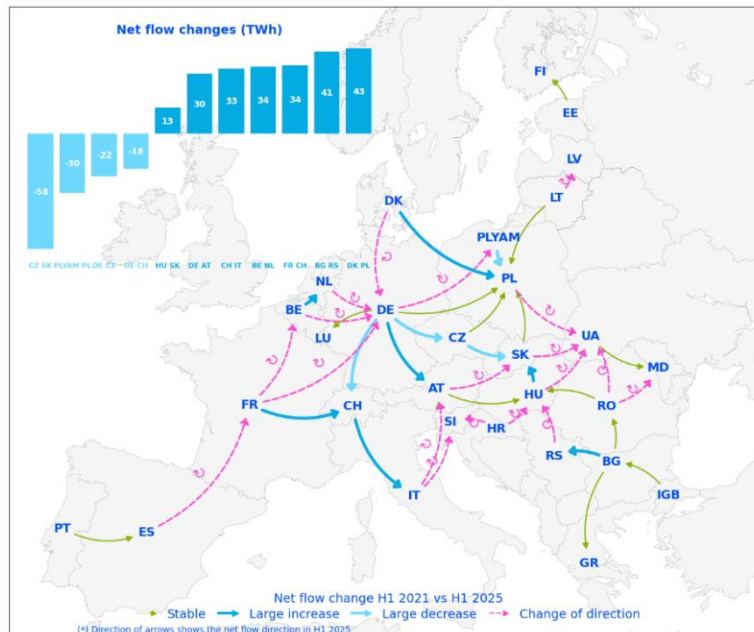 Net flow changes (TWh)
-58
-30
-22
-18
13
30
33
34
34
41
43
CZ SK PLYAM PL DE CZ DE CH HU SK DE AT CH IT BE NL FR CH BG RS DK PL
FI
EE
LV
LT
DK
PLYAM
PL
NL
BE
DE
LU
CZ
UA
SK
MD
AT
HU
FR
CH
RO
SI
HR
RS
BG
IT
IGB
PT
ES
GR
Net flow change H1 2021 vs H1 2025
Stable Large increase Large decrease Change of direction
(*) Direction of arrows shows the net flow direction in H1 2025